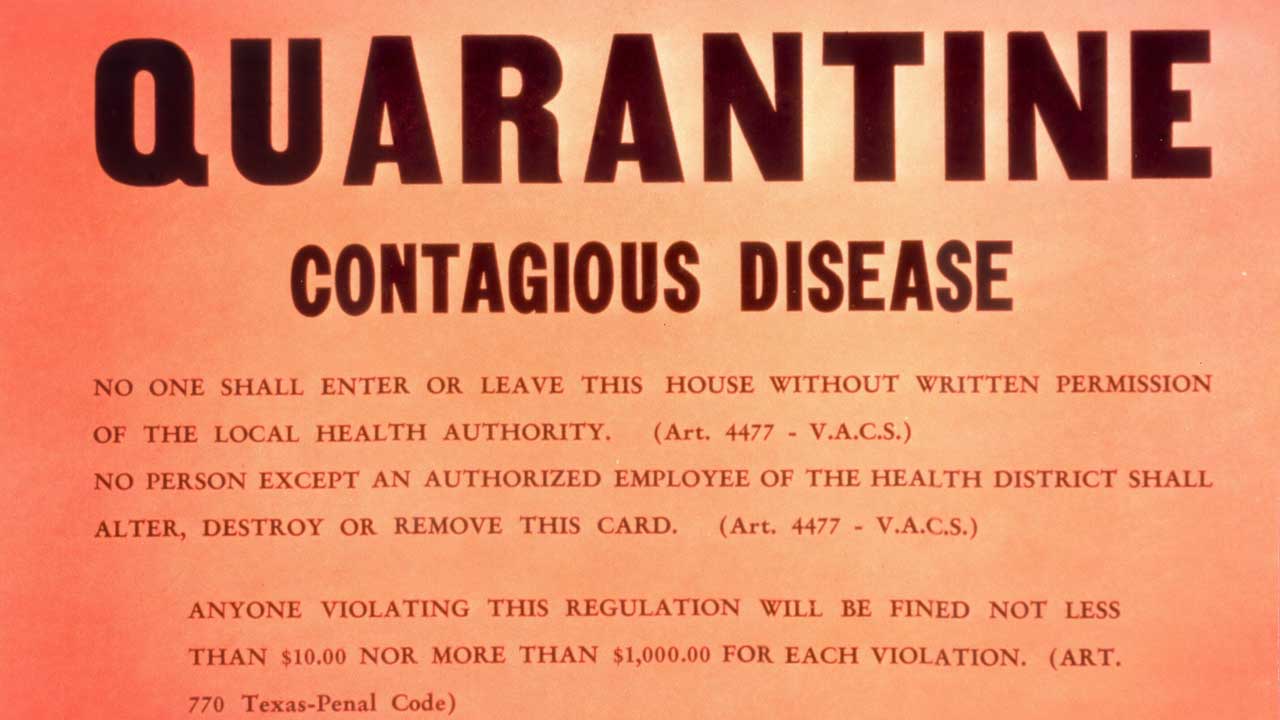 QUARANTINE
CONTAGIOUS DISEASE
NO ONE SHALL ENTER OR LEAVE THIS HOUSE WITHOUT WRITTEN PERMISSION
OF THE LOCAL HEALTH AUTHORITY. (Art. 4477 - V.A.C.S.)
NO PERSON EXCEPT AN AUTHORIZED EMPLOYEE OF THE HEALTH DISTRICT SHALL
ALTER, DESTROY OR REMOVE THIS CARD. (Art. 4477 - V.A.C.S.)
ANYONE VIOLATING THIS REGULATION WILL BE FINED NOT LESS
THAN $10.00 NOR MORE THAN $1,000.00 FOR EACH VIOLATION. (ART.
770 Texas-Penal Code)